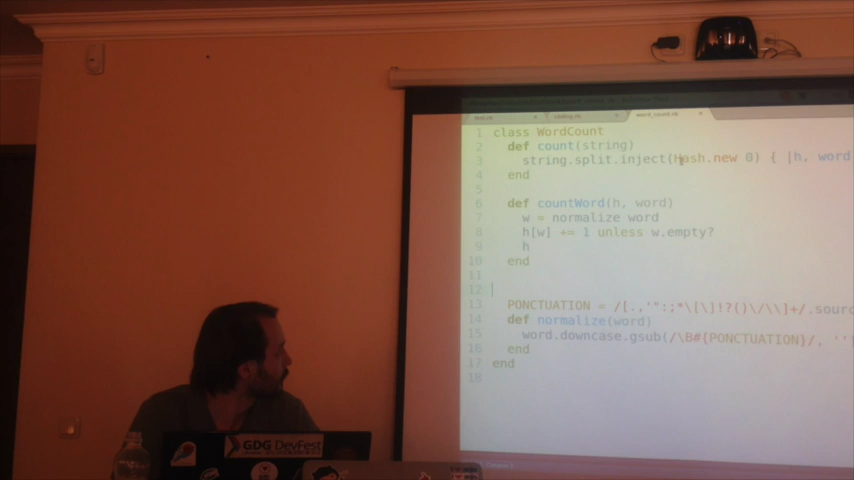 word_count.rb
1 class WordCount
2 def count(string)
3 string.split.inject(Hash.new 0) { |h, word
4 end
5
6 def countWord(h, word)
7 w = normalize word
8 h[w] += 1 unless w.empty?
9 h
10 end
11
12
13 PONCTUATION = /[.,'":;*\[\]!?()\/\\]+/.sourc
14 def normalize(word)
15 word.downcase.gsub(/\B#{PONCTUATION}/, ''
16 end
17 end
18
GDG DevFest